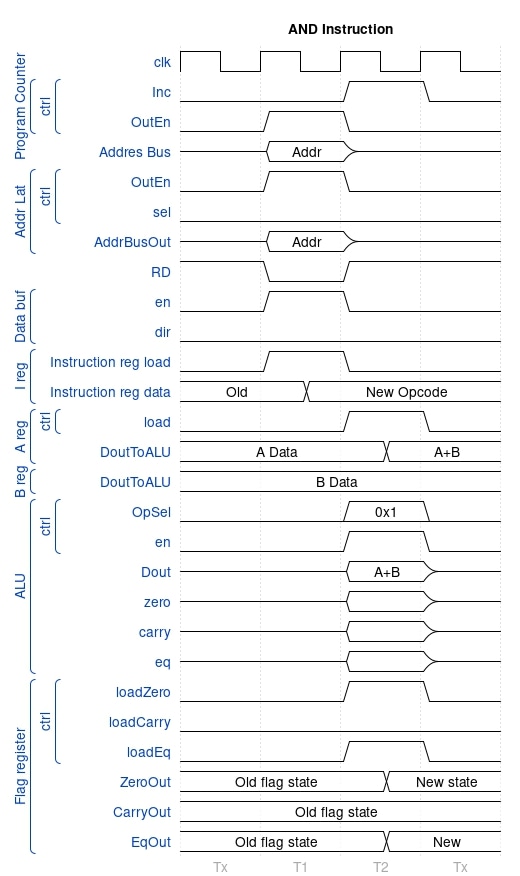 AND Instruction
clk
Program Counter
ctrl
Inc
OutEn
Addres Bus Addr
Addr Lat
ctrl
OutEn
sel
AddrBusOut Addr
RD
Data buf
en
dir
I reg
Instruction reg load
Instruction reg data Old New Opcode
A reg
ctrl
load
DoutToALU A Data A+B
B reg
DoutToALU B Data
ALU
ctrl
OpSel 0x1
en
Dout A+B
zero
carry
eq
Flag register
ctrl
loadZero
loadCarry
loadEq
ZeroOut Old flag state New state
CarryOut Old flag state
EqOut Old flag state New
Tx T1 T2 Tx